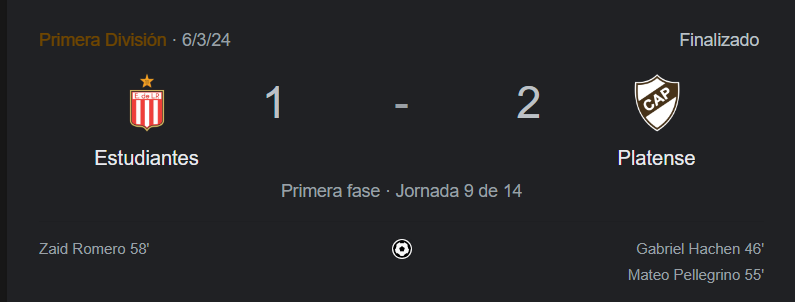 Primera División · 6/3/24
Finalizado
E. de L.P.
CAP
1 - 2
Estudiantes
Platense
Primera fase · Jornada 9 de 14
Zaid Romero 58'
Gabriel Hachen 46'
Mateo Pellegrino 55'